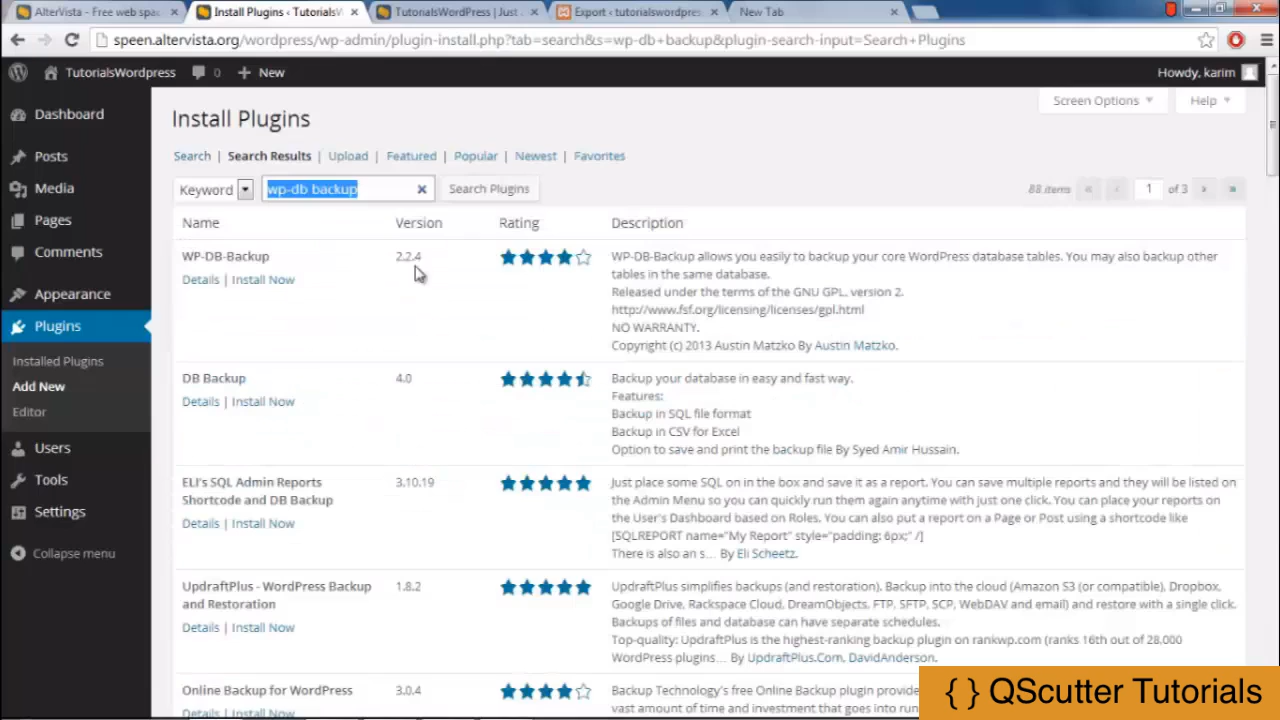 AlterVista - Free web spac
Install Plugins ‹ TutorialsW
TutorialsWordPress | Just
Export ‹ tutorialswordpres
New Tab
speen.altervista.org/wordpress/wp-admin/plugin-install.php?tab=search&s=wp-db+backup&plugin-search-input=Search+Plugins
TutorialsWordpress
0
New
Howdy, karim
Dashboard
Posts
Media
Pages
Comments
Appearance
Plugins
Installed Plugins
Add New
Editor
Users
Tools
Settings
Collapse menu
Screen Options
Help
Install Plugins
Search | Search Results | Upload | Featured | Popular | Newest | Favorites
Keyword
wp-db backup
Search Plugins
88 items « ‹ 1 of 3 › »
Name Version Rating Description
WP-DB-Backup
2.2.4
Details | Install Now
WP-DB-Backup allows you easily to backup your core WordPress database tables. You may also backup other
tables in the same database.
Released under the terms of the GNU GPL, version 2.
http://www.fsf.org/licensing/licenses/gpl.html
NO WARRANTY.
Copyright (c) 2013 Austin Matzko By Austin Matzko.
DB Backup
4.0
Details | Install Now
Backup your database in easy and fast way.
Features:
Backup in SQL file format
Backup in CSV for Excel
Option to save and print the backup file By Syed Amir Hussain.
ELI's SQL Admin Reports
Shortcode and DB Backup
3.10.19
Details | Install Now
Just place some SQL on in the box and save it as a report. You can save multiple reports and they will be listed on
the Admin Menu so you can quickly run them again anytime with just one click. You can place your reports on
the User's Dashboard based on Roles. You can also put a report on a Page or Post using a shortcode like
[SQLREPORT name="My Report" style="padding: 6px;" /]
There is also an s... By Eli Scheetz.
UpdraftPlus - WordPress Backup
and Restoration
1.8.2
Details | Install Now
UpdraftPlus simplifies backups (and restoration). Backup into the cloud (Amazon S3 (or compatible), Dropbox,
Google Drive, Rackspace Cloud, DreamObjects, FTP, SFTP, SCP, WebDAV and email) and restore with a single click.
Backups of files and database can have separate schedules.
Top-quality: UpdraftPlus is the highest-ranking backup plugin on rankwp.com (ranks 16th out of 28,000
WordPress plugins... By UpdraftPlus.Com, DavidAnderson.
Online Backup for WordPress
3.0.4
Details | Install Now
Backup Technology's free Online Backup plugin provide
vast amount of time and investment that goes into run
{ } QScutter Tutorials